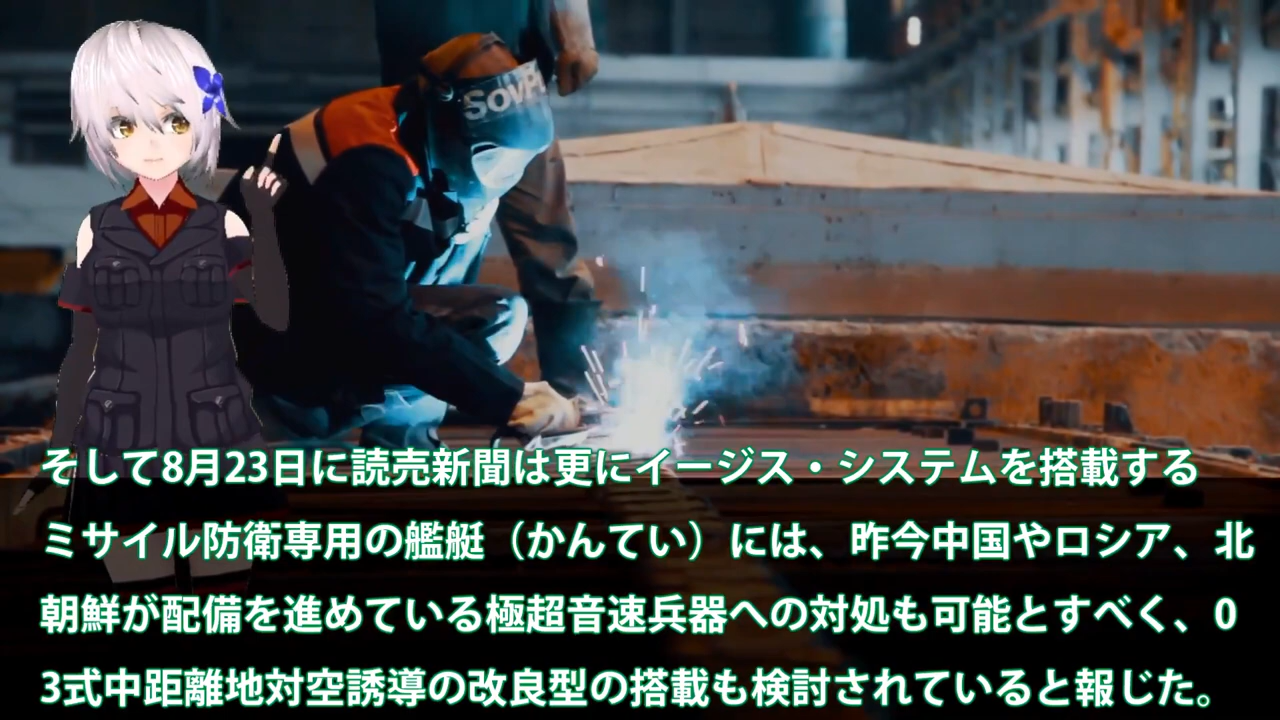 SovPl
そして8月23日に読売新聞は更にイージス・システムを搭載する
ミサイル防衛専用の艦艇（かんてい）には、昨今中国やロシア、北
朝鮮が配備を進めている極超音速兵器への対処も可能とすべく、0
3式中距離地対空誘導の改良型の搭載も検討されていると報じた。